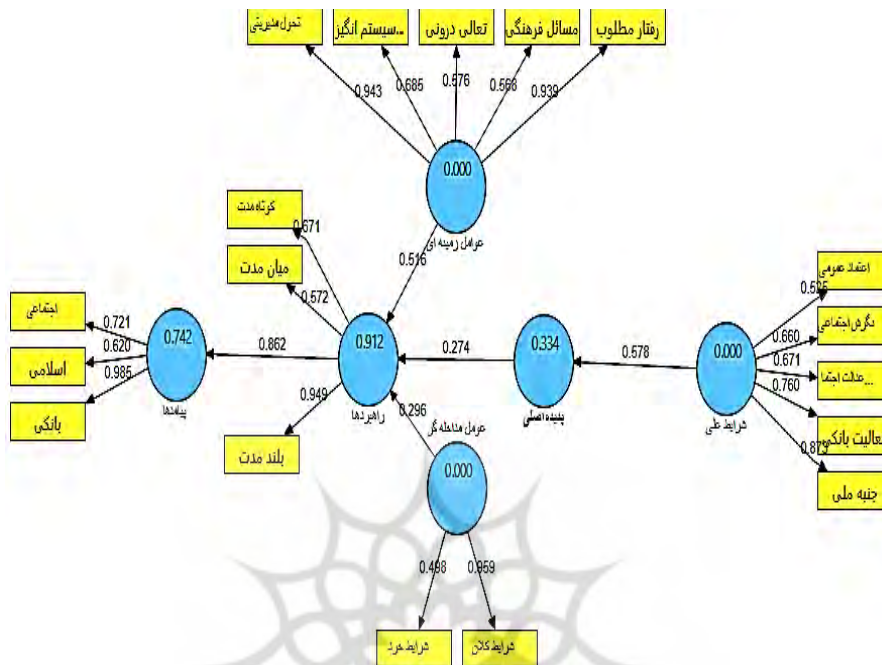 تحول مدیریتی
سیستم انگیز...
تعالی درونی
مسائل فرهنگی
رفتار مطلوب
0.943
0.685
0.576
0.566
0.939
0.000
عوامل زمینه ای
کوتاه مدت
0.671
میان مدت
0.572
0.516
اعتماد عمومی
0.525
نگرش اجتماعی
0.660
عدالت اجتما...
0.671
0.760
فعالیت بانکی
0.873
جنبه ملی
اجتماعی
0.721
اسلامی
0.620
بانکی
0.985
0.742
پیامدها
0.862
0.912
راهبردها
0.274
0.334
پدیده اصلی
0.578
0.000
شرایط علی
0.949
بلند مدت
0.296
عوامل مداخله گر
0.000
0.498
0.959
شرایط خرد
شرایط کلان